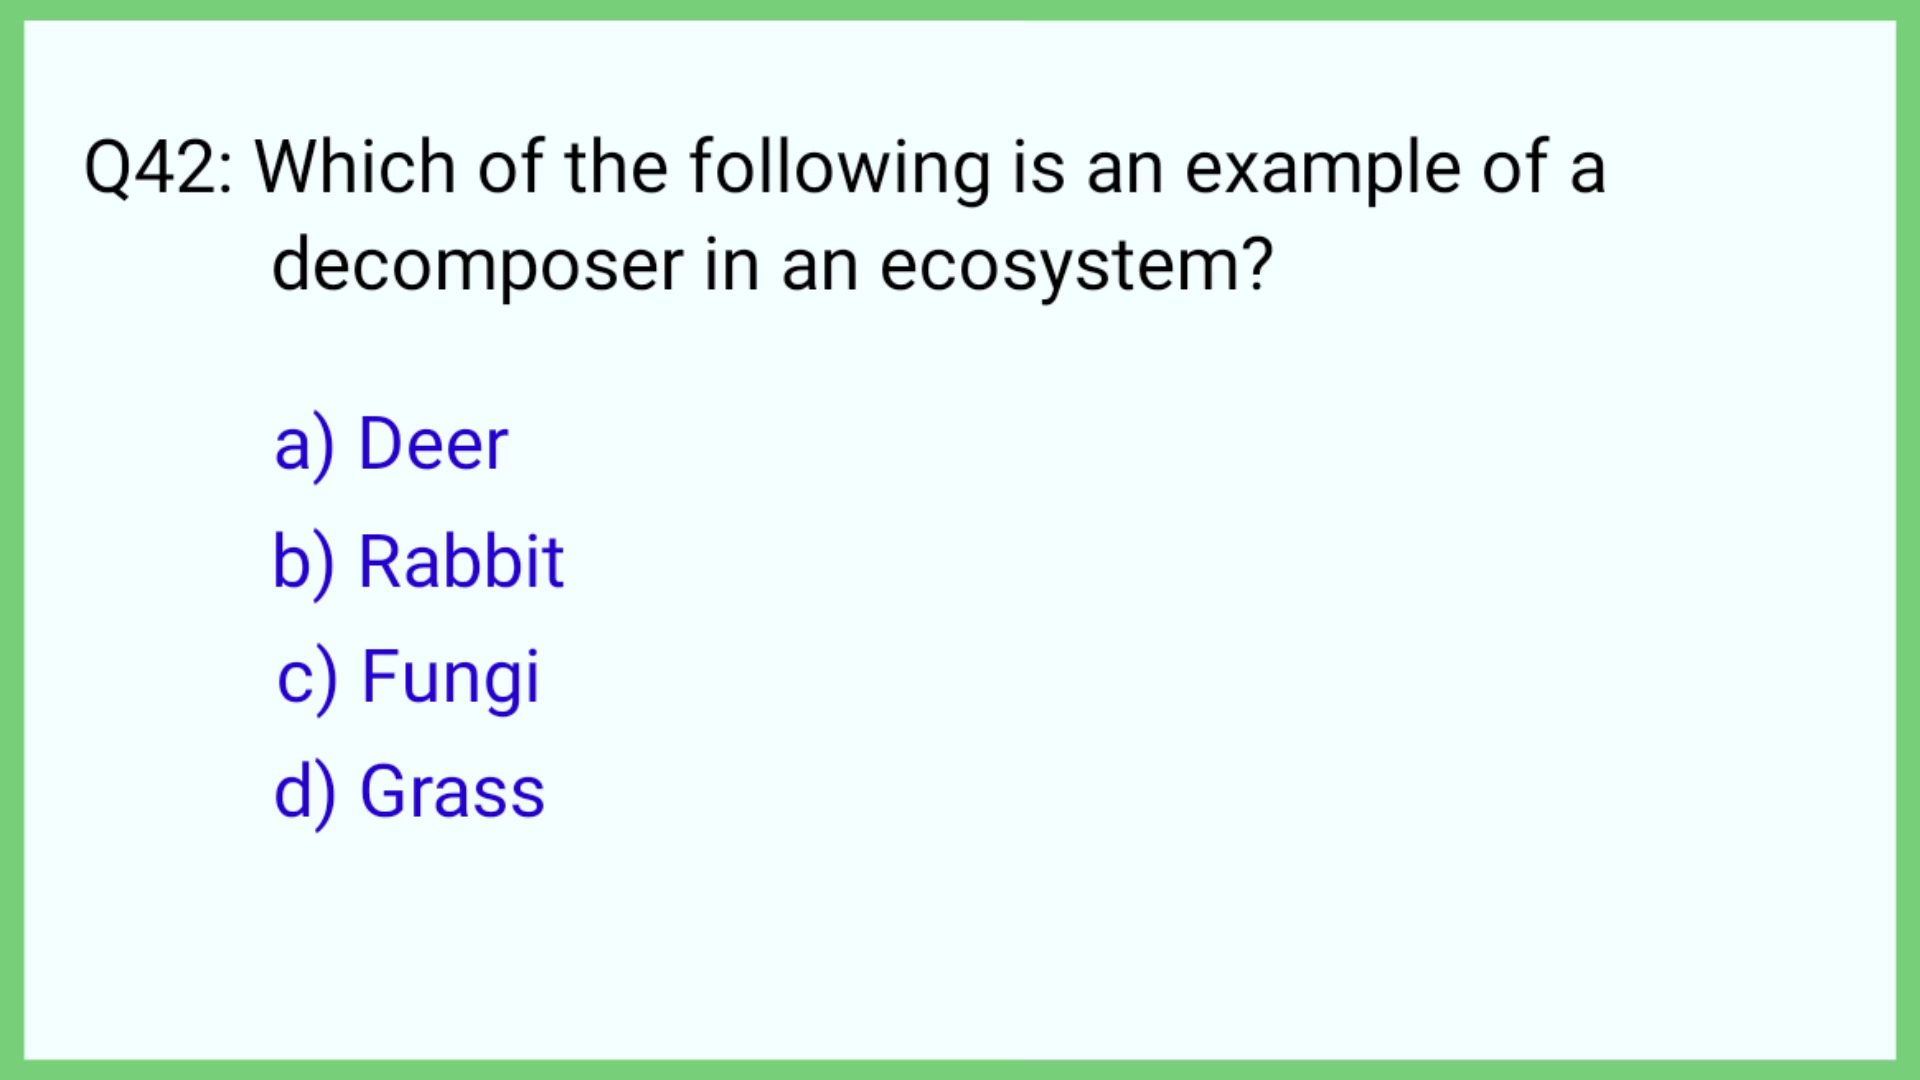 Q42: Which of the following is an example of a
decomposer in an ecosystem?
a) Deer
b) Rabbit
c) Fungi
d) Grass